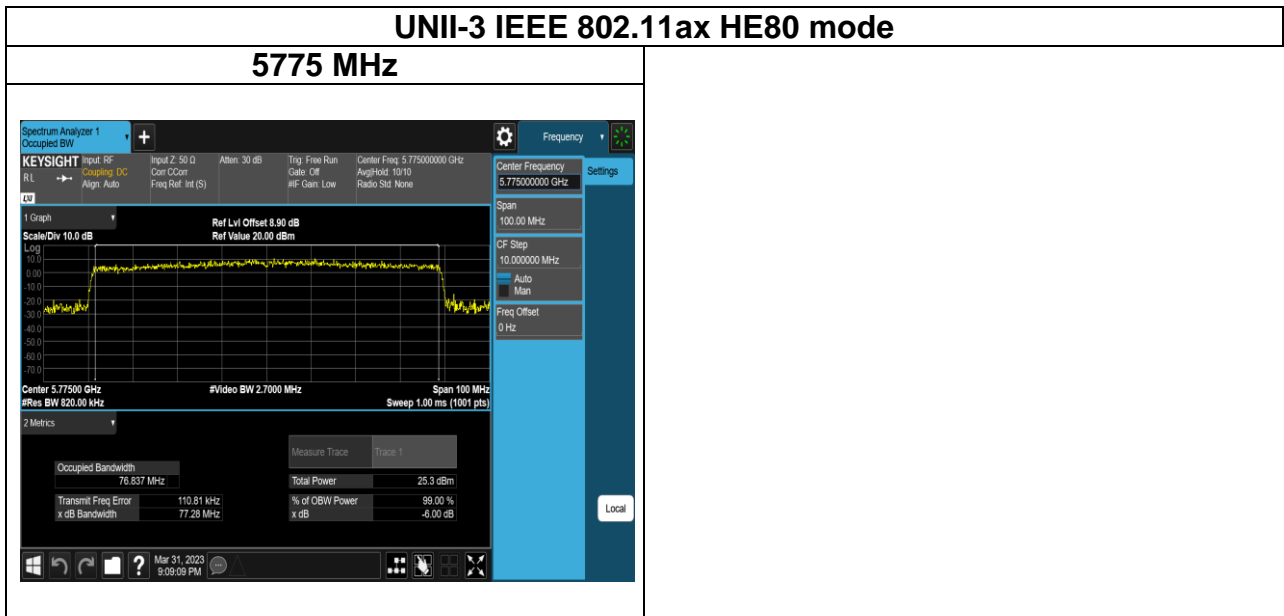 UNII-3 IEEE 802.11ax HE80 mode
5775 MHz
Spectrum Analyzer 1
Occupied BW
Frequency
KEYSIGHT
R L
LXI
Input: RF
Coupling: DC
Align: Auto
Input Z: 50 Ω
Corr CCorr
Freq Ref: Int (S)
Atten: 30 dB
Trig: Free Run
Gate: Off
#IF Gain: Low
Center Freq: 5.775000000 GHz
Avg|Hold: 10/10
Radio Std: None
Center Frequency
5.775000000 GHz
Settings
Span
100.00 MHz
CF Step
10.000000 MHz
Auto
Man
Freq Offset
0 Hz
Local
1 Graph
Scale/Div 10.0 dB
Ref Lvl Offset 8.90 dB
Ref Value 20.00 dBm
Log
10.0
0.00
-10.0
-20.0
-30.0
-40.0
-50.0
-60.0
-70.0
Center 5.77500 GHz
#Res BW 820.00 kHz
#Video BW 2.7000 MHz
Span 100 MHz
Sweep 1.00 ms (1001 pts)
2 Metrics
Measure Trace Trace 1
Occupied Bandwidth
76.837 MHz
Total Power 25.3 dBm
Transmit Freq Error 110.81 kHz
% of OBW Power 99.00 %
x dB Bandwidth 77.28 MHz
x dB -6.00 dB
?
Mar 31, 2023
9:09:09 PM